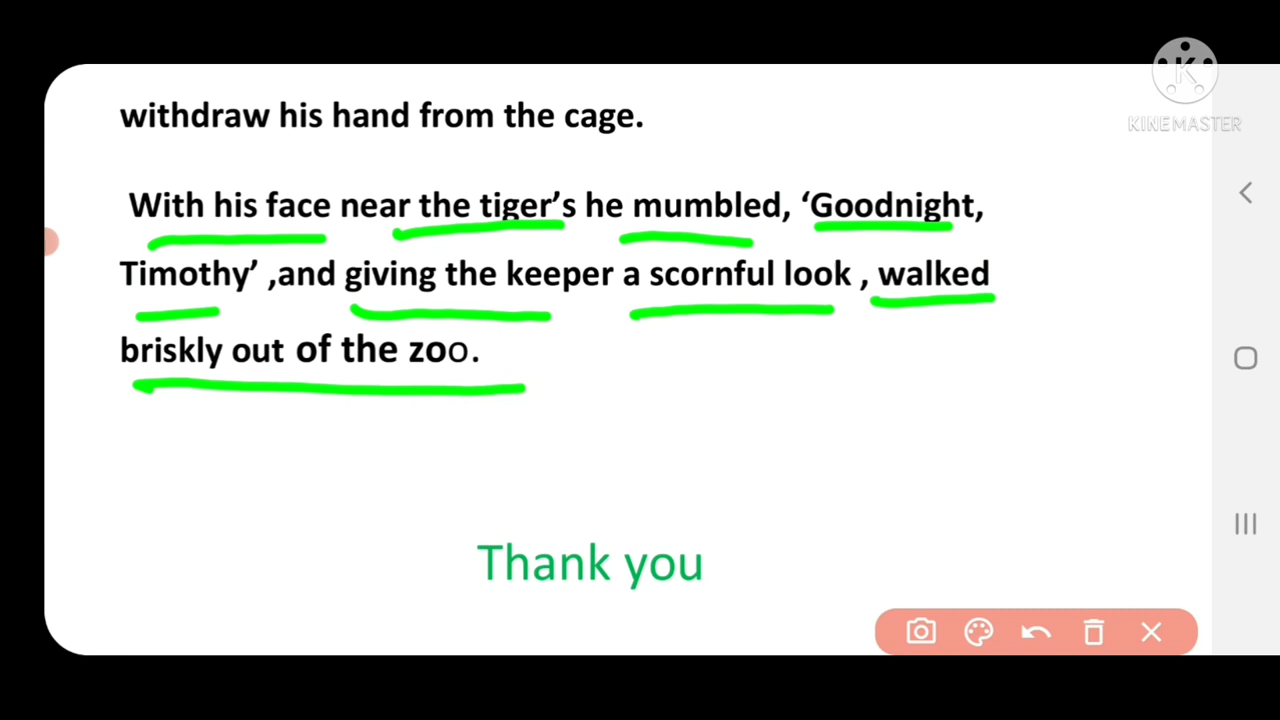 KINEMASTER
withdraw his hand from the cage.
With his face near the tiger’s he mumbled, ‘Goodnight,
Timothy’ ,and giving the keeper a scornful look , walked
briskly out of the zoo.
Thank you